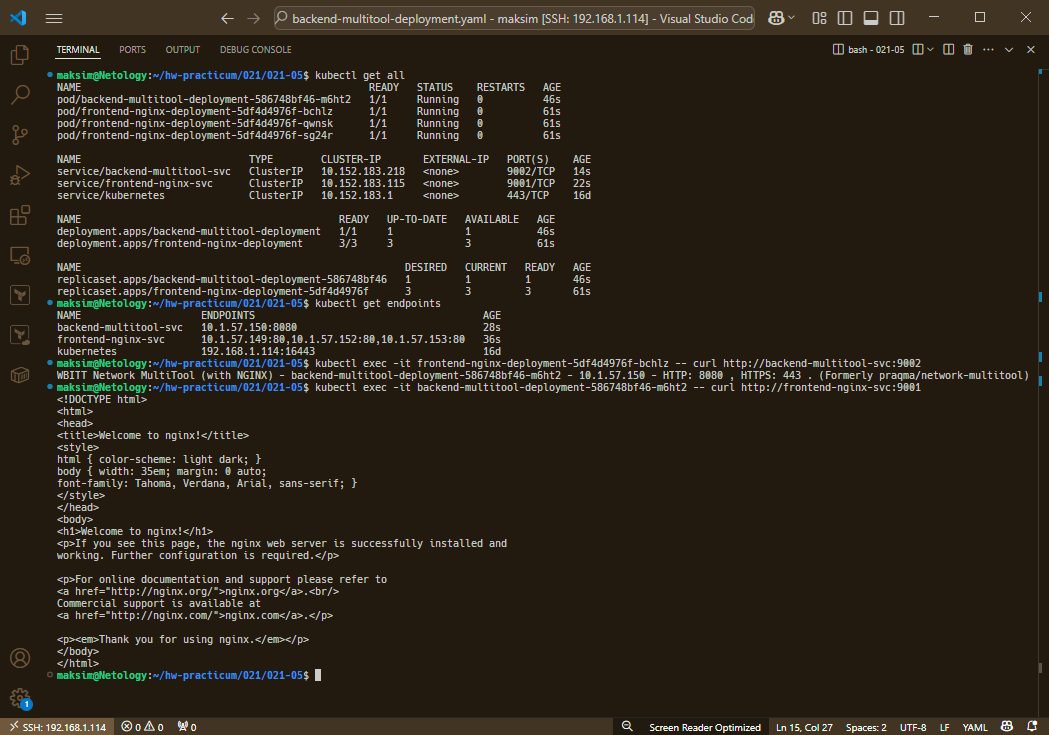 backend-multitool-deployment.yaml - maksim [SSH: 192.168.1.114] - Visual Studio Cod
TERMINAL PORTS OUTPUT DEBUG CONSOLE bash - 021-05
maksim@Netology:~/hw-practicum/021/021-05$ kubectl get all
NAME READY STATUS RESTARTS AGE
pod/backend-multitool-deployment-586748bf46-m6ht2 1/1 Running 0 46s
pod/frontend-nginx-deployment-5df4d4976f-bchlz 1/1 Running 0 61s
pod/frontend-nginx-deployment-5df4d4976f-qwnsk 1/1 Running 0 61s
pod/frontend-nginx-deployment-5df4d4976f-sg24r 1/1 Running 0 61s
NAME TYPE CLUSTER-IP EXTERNAL-IP PORT(S) AGE
service/backend-multitool-svc ClusterIP 10.152.183.218 <none> 9002/TCP 14s
service/frontend-nginx-svc ClusterIP 10.152.183.115 <none> 9001/TCP 22s
service/kubernetes ClusterIP 10.152.183.1 <none> 443/TCP 16d
NAME READY UP-TO-DATE AVAILABLE AGE
deployment.apps/backend-multitool-deployment 1/1 1 1 46s
deployment.apps/frontend-nginx-deployment 3/3 3 3 61s
NAME DESIRED CURRENT READY AGE
replicaset.apps/backend-multitool-deployment-586748bf46 1 1 1 46s
replicaset.apps/frontend-nginx-deployment-5df4d4976f 3 3 3 61s
maksim@Netology:~/hw-practicum/021/021-05$ kubectl get endpoints
NAME ENDPOINTS AGE
backend-multitool-svc 10.1.57.150:8080 28s
frontend-nginx-svc 10.1.57.149:80,10.1.57.152:80,10.1.57.153:80 36s
kubernetes 192.168.1.114:16443 16d
maksim@Netology:~/hw-practicum/021/021-05$ kubectl exec -it frontend-nginx-deployment-5df4d4976f-bchlz -- curl http://backend-multitool-svc:9002
WBITT Network MultiTool (with NGINX) - backend-multitool-deployment-586748bf46-m6ht2 - 10.1.57.150 - HTTP: 8080 , HTTPS: 443 . (Formerly praqma/network-multitool)
maksim@Netology:~/hw-practicum/021/021-05$ kubectl exec -it backend-multitool-deployment-586748bf46-m6ht2 -- curl http://frontend-nginx-svc:9001
<!DOCTYPE html>
<html>
<head>
<title>Welcome to nginx!</title>
<style>
html { color-scheme: light dark; }
body { width: 35em; margin: 0 auto;
font-family: Tahoma, Verdana, Arial, sans-serif; }
</style>
</head>
<body>
<h1>Welcome to nginx!</h1>
<p>If you see this page, the nginx web server is successfully installed and
working. Further configuration is required.</p>
<p>For online documentation and support please refer to
<a href="http://nginx.org/">nginx.org</a>.<br/>
Commercial support is available at
<a href="http://nginx.com/">nginx.com</a>.</p>
<p><em>Thank you for using nginx.</em></p>
</body>
</html>
maksim@Netology:~/hw-practicum/021/021-05$
1
SSH: 192.168.1.114 0 0 0 Screen Reader Optimized Ln 15, Col 27 Spaces: 2 UTF-8 LF YAML